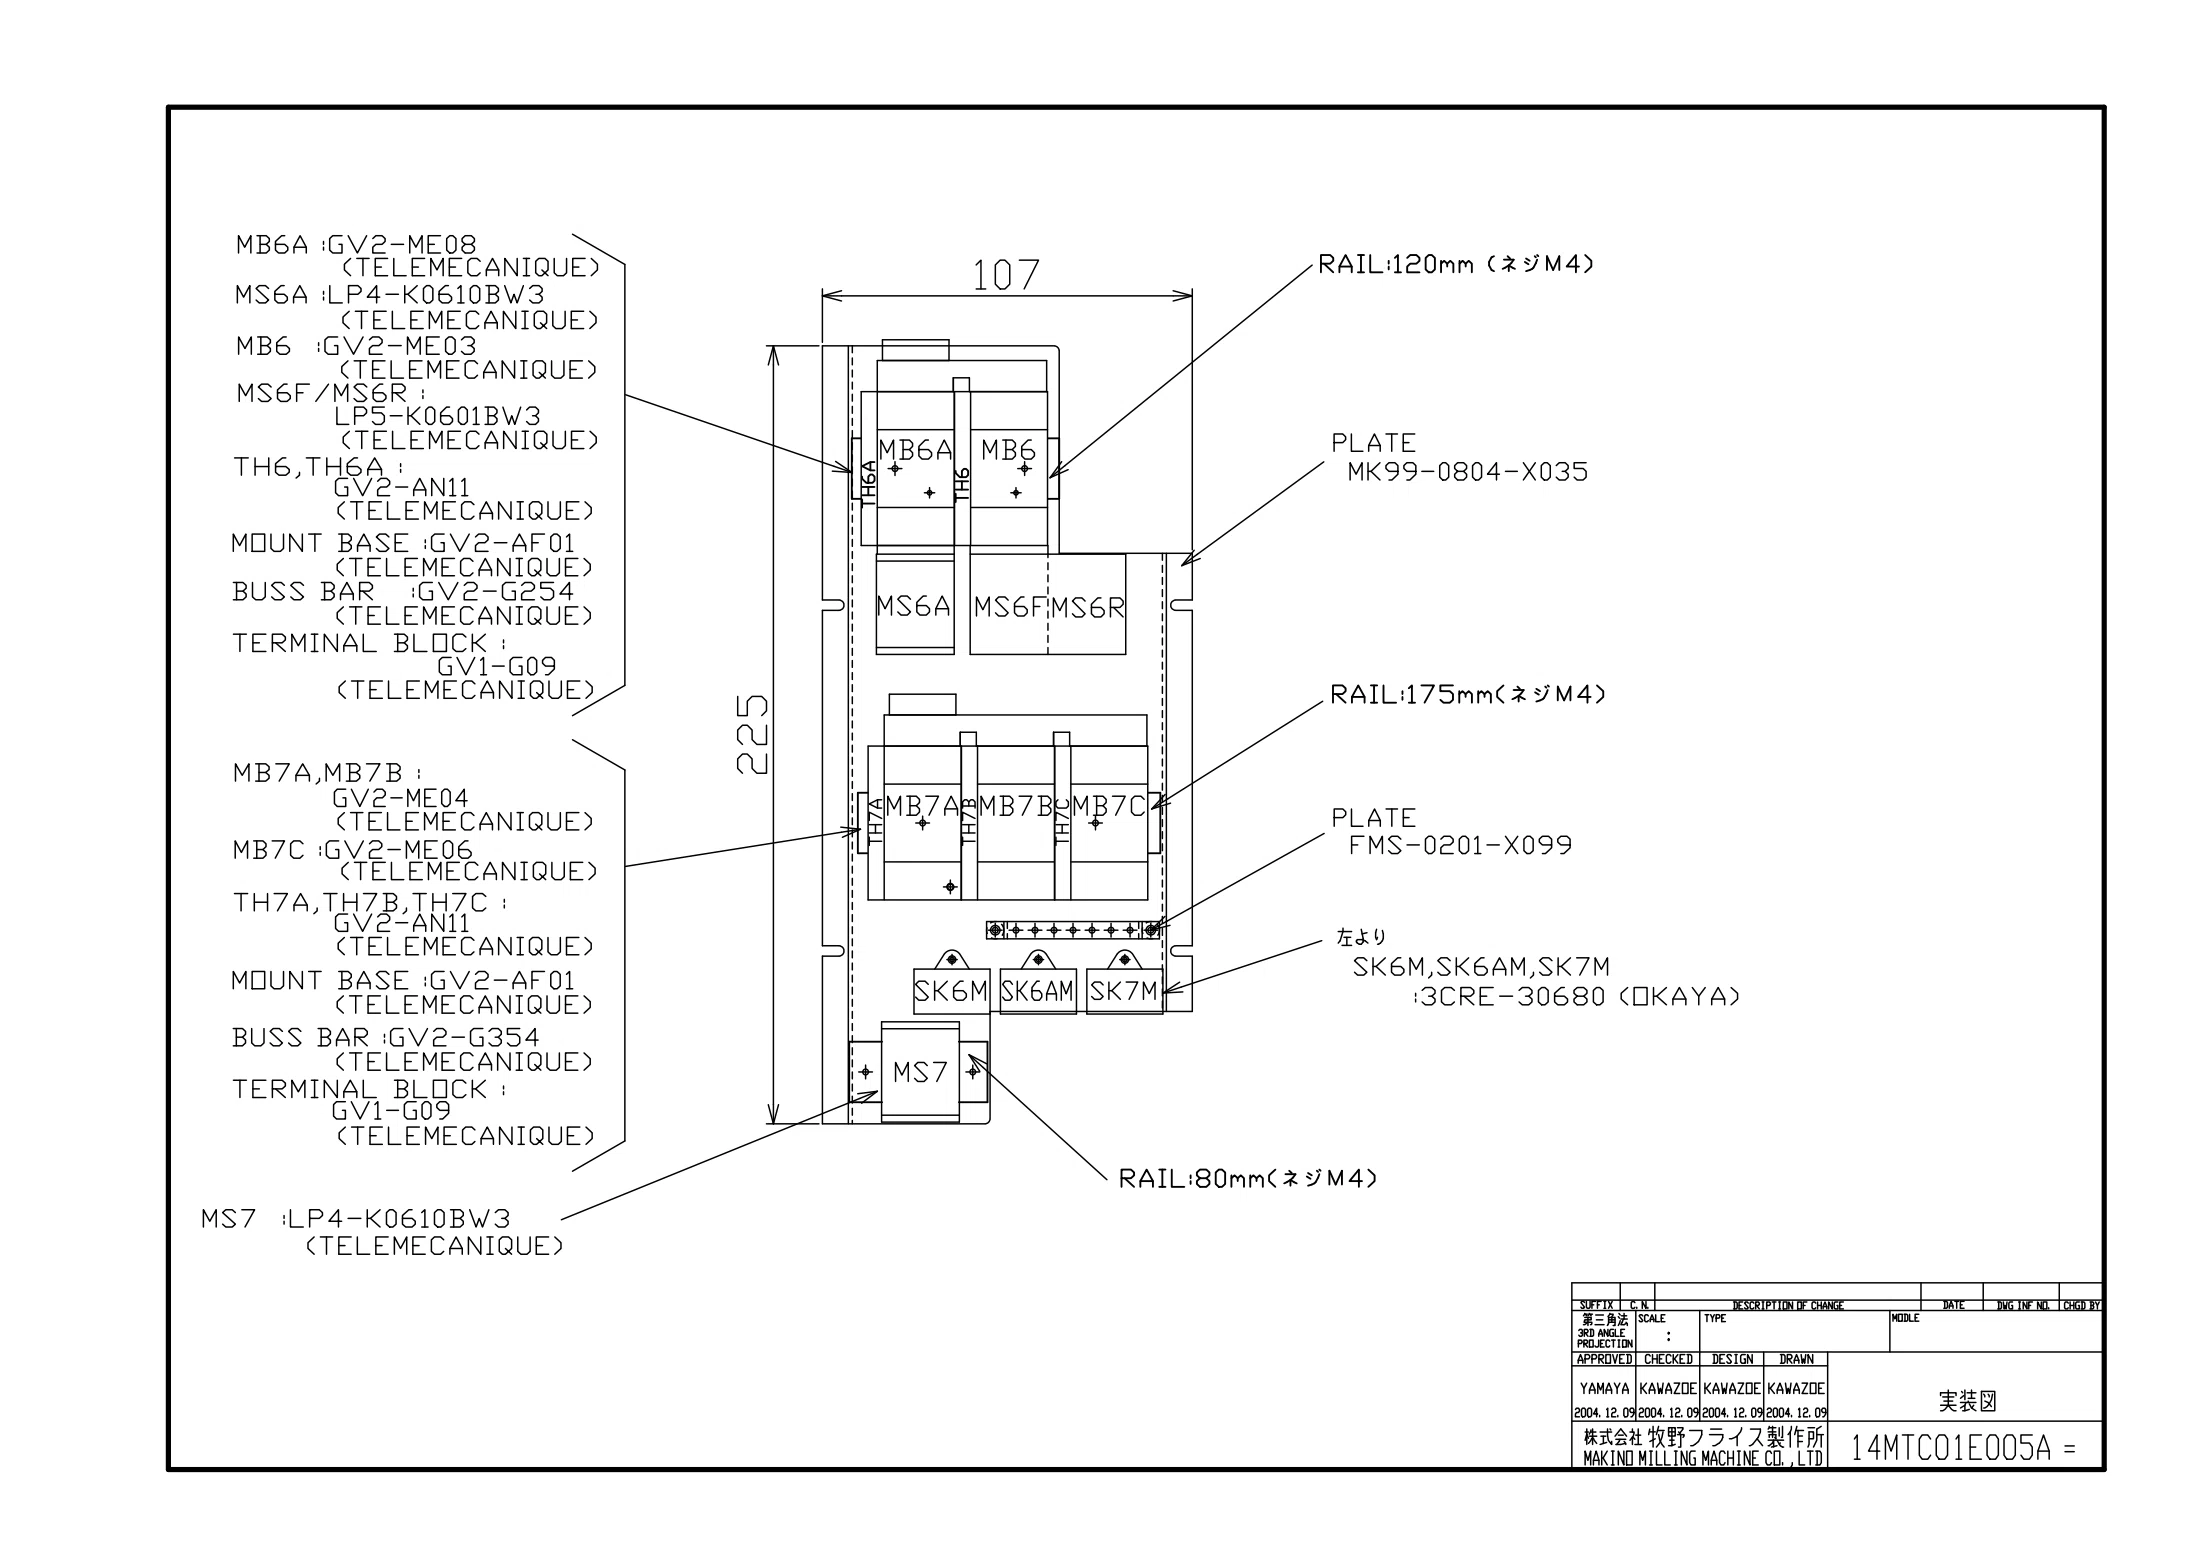 MB6A :GV2-ME08
(TELEMECANIQUE)
MS6A :LP4-K0610BW3
(TELEMECANIQUE)
MB6 :GV2-ME03
(TELEMECANIQUE)
MS6F/MS6R :
LP5-K0601BW3
(TELEMECANIQUE)
TH6,TH6A :
GV2-AN11
(TELEMECANIQUE)
MOUNT BASE :GV2-AF01
(TELEMECANIQUE)
BUSS BAR :GV2-G254
(TELEMECANIQUE)
TERMINAL BLOCK :
GV1-G09
(TELEMECANIQUE)
MB7A,MB7B :
GV2-ME04
(TELEMECANIQUE)
MB7C :GV2-ME06
(TELEMECANIQUE)
TH7A,TH7B,TH7C :
GV2-AN11
(TELEMECANIQUE)
MOUNT BASE :GV2-AF01
(TELEMECANIQUE)
BUSS BAR :GV2-G354
(TELEMECANIQUE)
TERMINAL BLOCK :
GV1-G09
(TELEMECANIQUE)
MS7 :LP4-K0610BW3
(TELEMECANIQUE)
107
225
TH6A
MB6A
TH6
MB6
MS6A
MS6F
MS6R
TH7A
MB7A
TH7B
MB7B
TH7C
MB7C
SK6M
SK6AM
SK7M
MS7
RAIL:120mm (ネジM4)
PLATE
MK99-0804-X035
RAIL:175mm(ネジM4)
PLATE
FMS-0201-X099
左より
SK6M,SK6AM,SK7M
:3CRE-30680 (OKAYA)
RAIL:80mm(ネジM4)
SUFFIX C.N. DESCRIPTION OF CHANGE DATE DWG INF NO. CHGD BY
第三角法
3RD ANGLE
PROJECTION
SCALE
:
TYPE
MODLE
APPROVED CHECKED DESIGN DRAWN
YAMAYA KAWAZOE KAWAZOE KAWAZOE
2004.12.09 2004.12.09 2004.12.09 2004.12.09
実装図
株式会社 牧野フライス製作所
MAKINO MILLING MACHINE CO.,LTD
14MTC01E005A =